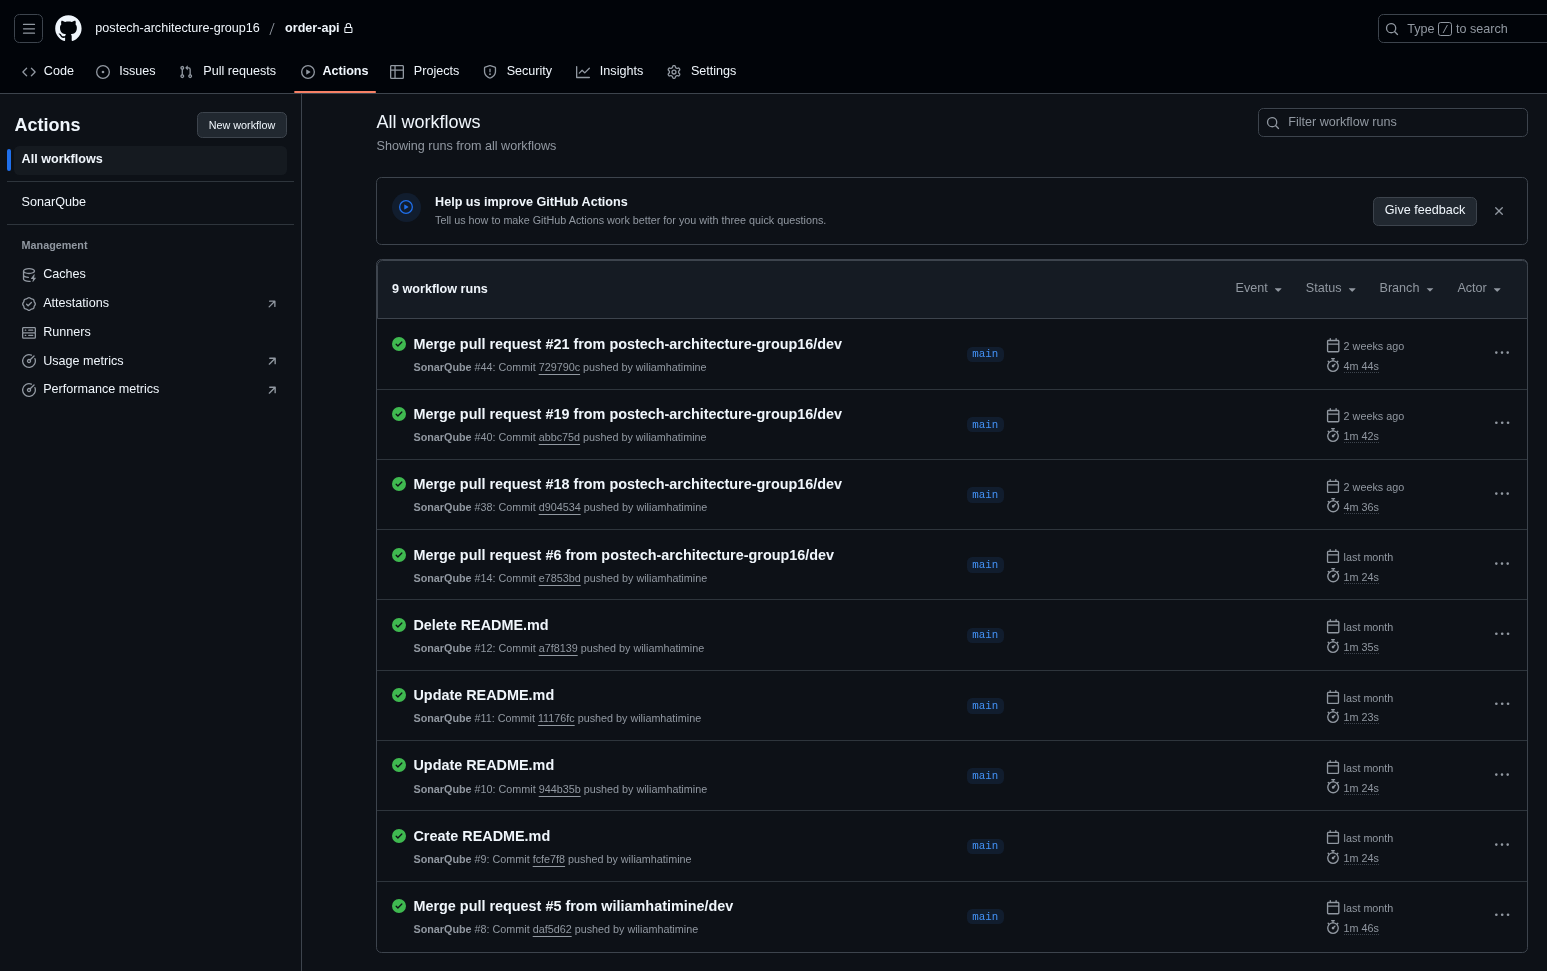 postech-architecture-group16 / order-api
Type / to search
Code Issues Pull requests Actions Projects Security Insights Settings
Actions
New workflow
All workflows
SonarQube
Management
Caches
Attestations
Runners
Usage metrics
Performance metrics
All workflows
Showing runs from all workflows
Filter workflow runs
Help us improve GitHub Actions
Tell us how to make GitHub Actions work better for you with three quick questions.
Give feedback
9 workflow runs
Event Status Branch Actor
Merge pull request #21 from postech-architecture-group16/dev
SonarQube #44: Commit 729790c pushed by wiliamhatimine
main
2 weeks ago
4m 44s
Merge pull request #19 from postech-architecture-group16/dev
SonarQube #40: Commit abbc75d pushed by wiliamhatimine
main
2 weeks ago
1m 42s
Merge pull request #18 from postech-architecture-group16/dev
SonarQube #38: Commit d904534 pushed by wiliamhatimine
main
2 weeks ago
4m 36s
Merge pull request #6 from postech-architecture-group16/dev
SonarQube #14: Commit e7853bd pushed by wiliamhatimine
main
last month
1m 24s
Delete README.md
SonarQube #12: Commit a7f8139 pushed by wiliamhatimine
main
last month
1m 35s
Update README.md
SonarQube #11: Commit 11176fc pushed by wiliamhatimine
main
last month
1m 23s
Update README.md
SonarQube #10: Commit 944b35b pushed by wiliamhatimine
main
last month
1m 24s
Create README.md
SonarQube #9: Commit fcfe7f8 pushed by wiliamhatimine
main
last month
1m 24s
Merge pull request #5 from wiliamhatimine/dev
SonarQube #8: Commit daf5d62 pushed by wiliamhatimine
main
last month
1m 46s